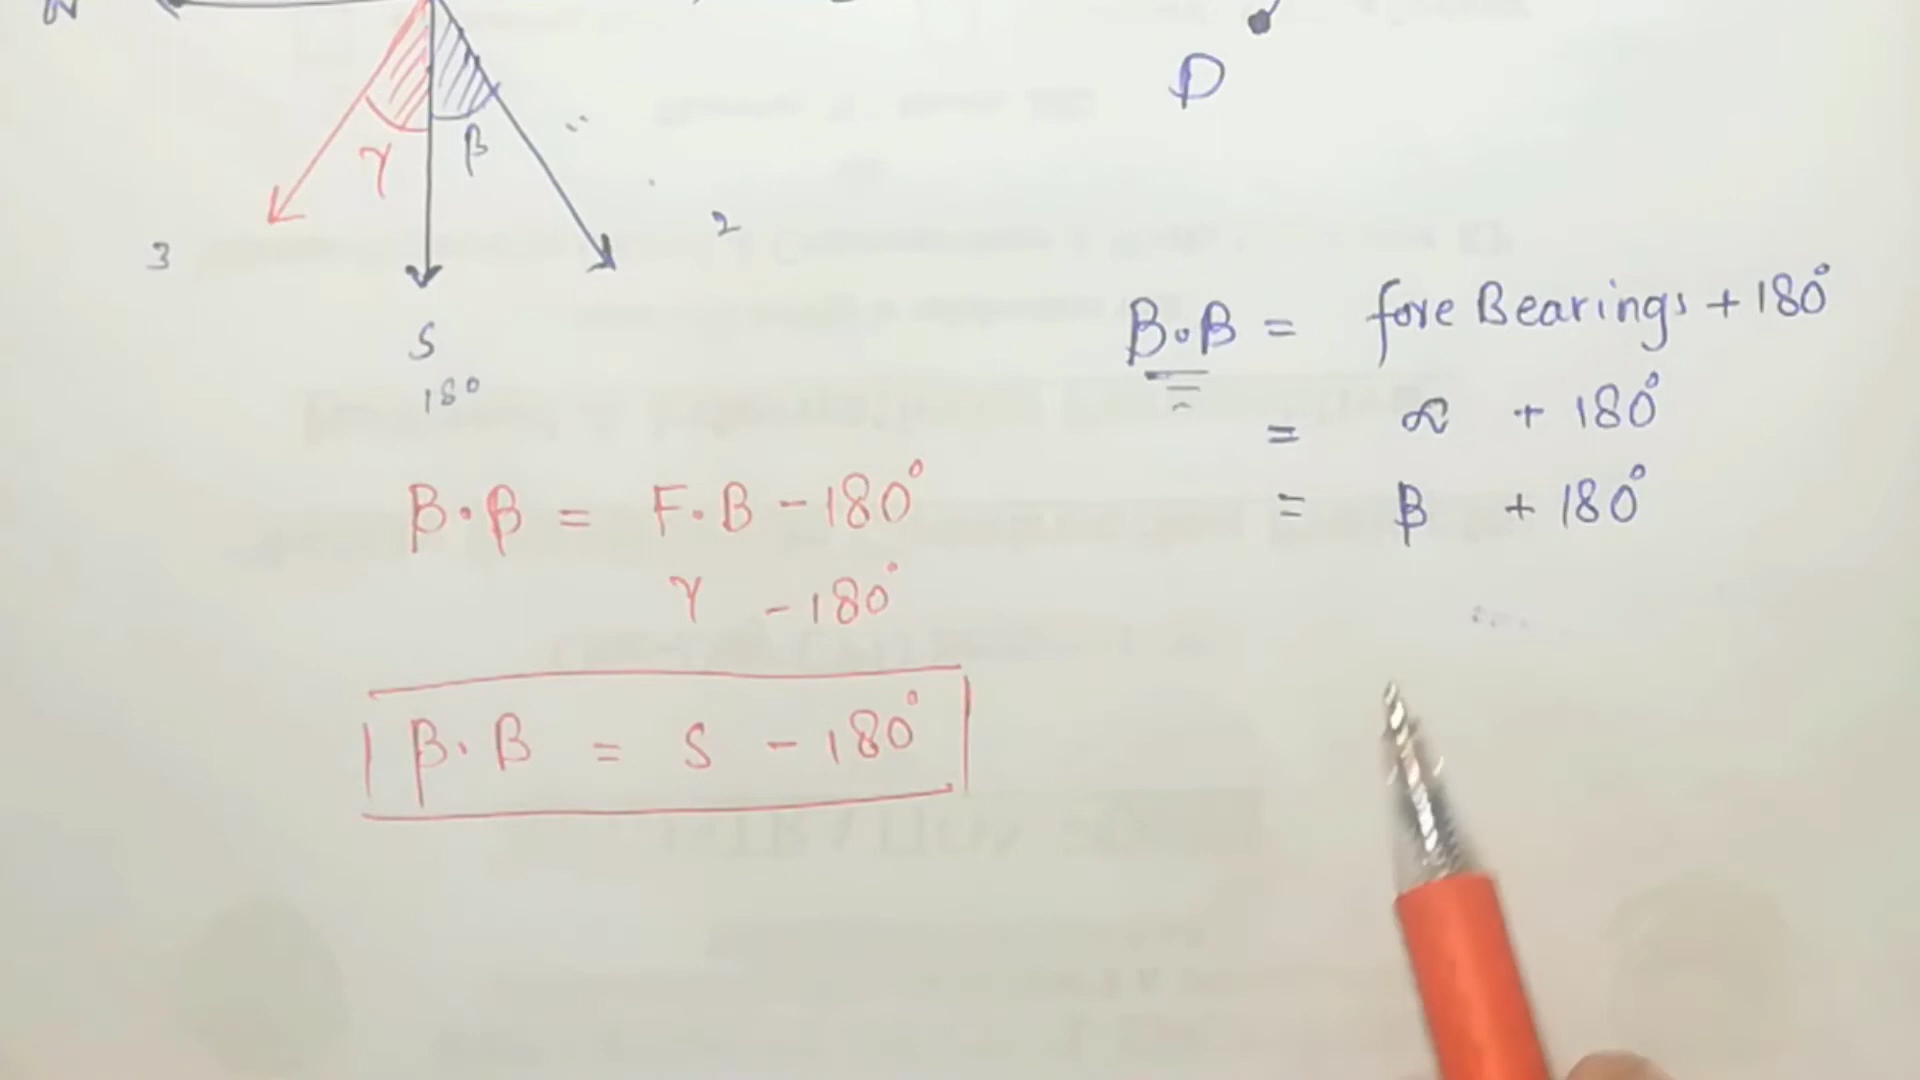 W
D
γ
β
3
2
S
180
B.B = fore Bearings + 180°
= α + 180°
= β + 180°
B.B = F.B - 180°
γ - 180°
B.B = S - 180°